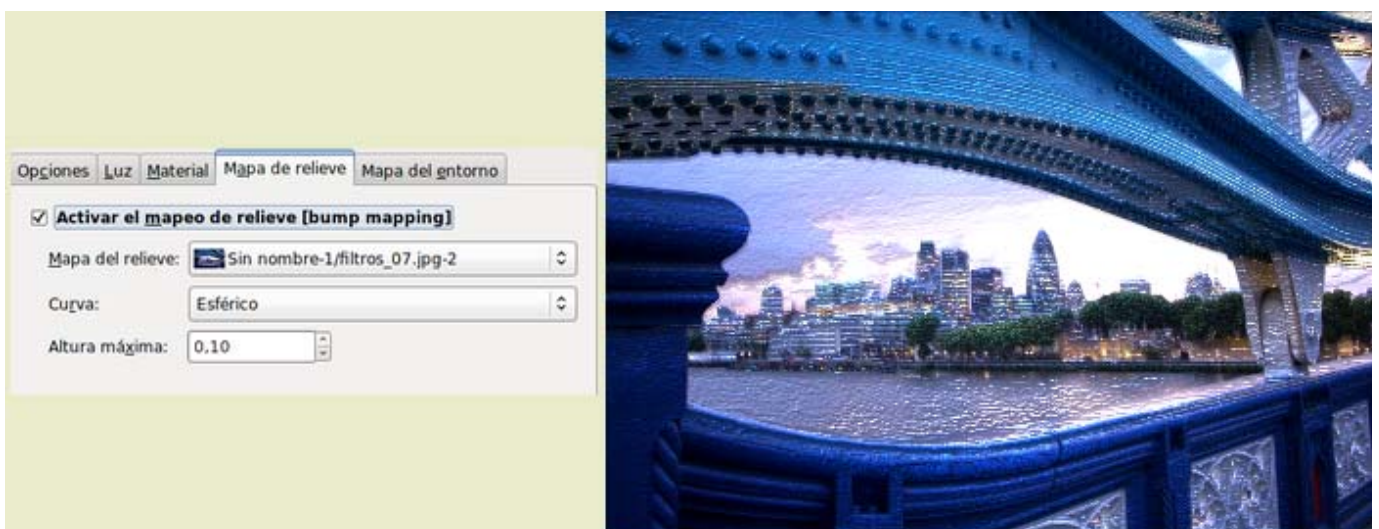 Opciones Luz Material Mapa de relieve Mapa del entorno
Activar el mapeo de relieve [bump mapping]
Mapa del relieve: Sin nombre-1/filtros_07.jpg-2
Curva: Esférico
Altura máxima: 0,10